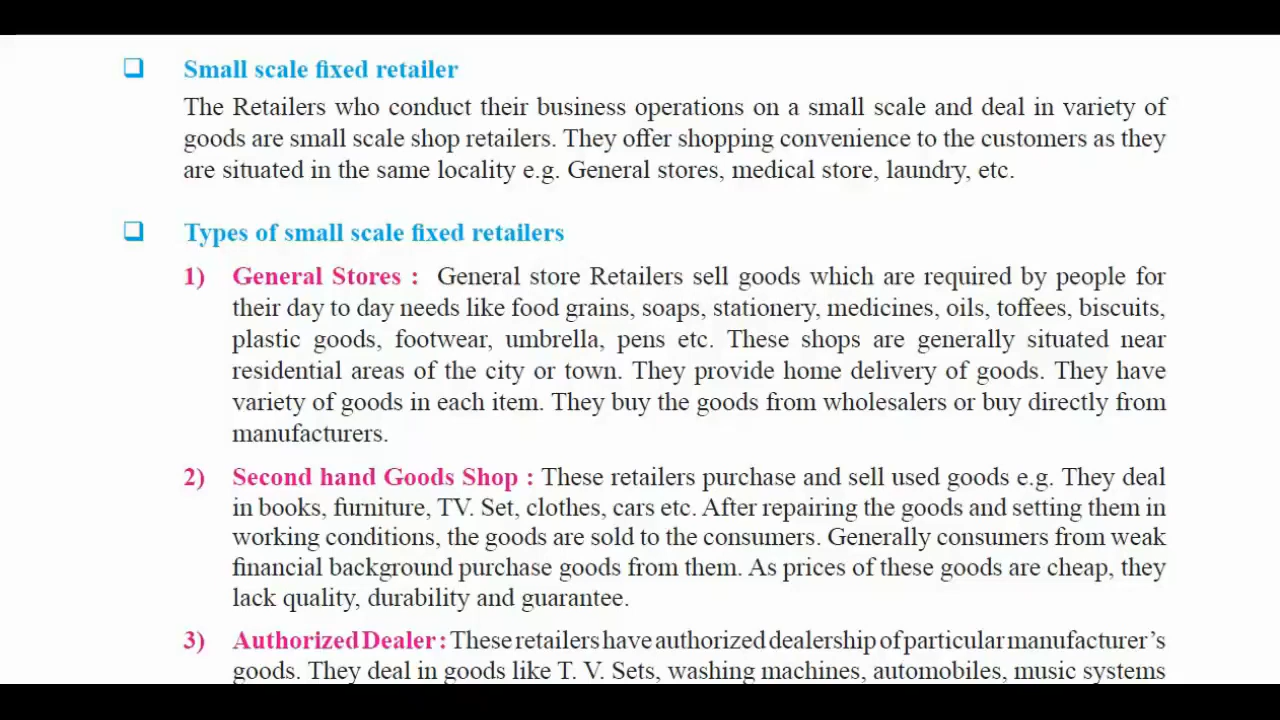 ❑ Small scale fixed retailer
The Retailers who conduct their business operations on a small scale and deal in variety of
goods are small scale shop retailers. They offer shopping convenience to the customers as they
are situated in the same locality e.g. General stores, medical store, laundry, etc.
❑ Types of small scale fixed retailers
1) General Stores : General store Retailers sell goods which are required by people for
their day to day needs like food grains, soaps, stationery, medicines, oils, toffees, biscuits,
plastic goods, footwear, umbrella, pens etc. These shops are generally situated near
residential areas of the city or town. They provide home delivery of goods. They have
variety of goods in each item. They buy the goods from wholesalers or buy directly from
manufacturers.
2) Second hand Goods Shop : These retailers purchase and sell used goods e.g. They deal
in books, furniture, TV. Set, clothes, cars etc. After repairing the goods and setting them in
working conditions, the goods are sold to the consumers. Generally consumers from weak
financial background purchase goods from them. As prices of these goods are cheap, they
lack quality, durability and guarantee.
3) Authorized Dealer : These retailers have authorized dealership of particular manufacturer’s
goods. They deal in goods like T. V. Sets, washing machines, automobiles, music systems